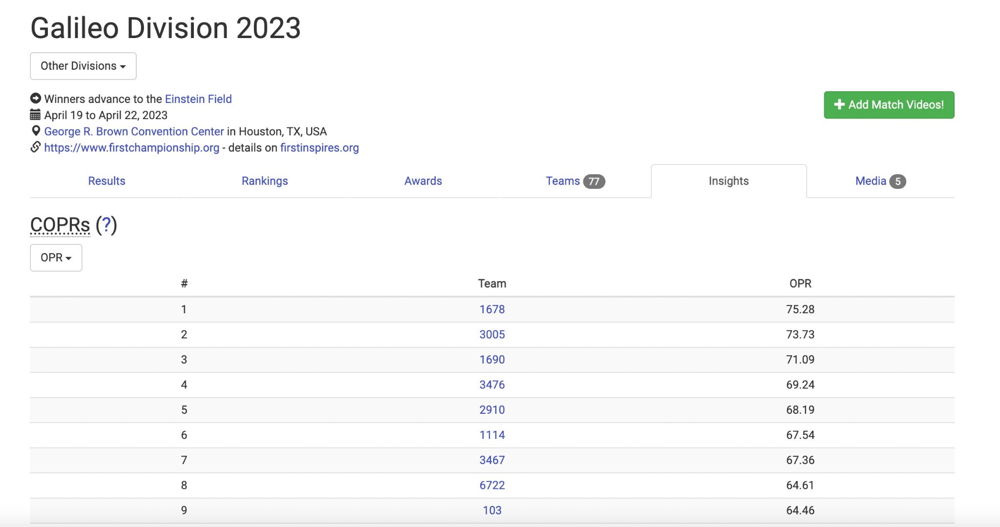 Galileo Division 2023
Other Divisions
Winners advance to the Einstein Field
Add Match Videos!
April 19 to April 22, 2023
George R. Brown Convention Center in Houston, TX, USA
https://www.firstchampionship.org - details on firstinspires.org
Results Rankings Awards Teams 77 Insights Media 5
COPRs (?)
OPR
# Team OPR
1 1678 75.28
2 3005 73.73
3 1690 71.09
4 3476 69.24
5 2910 68.19
6 1114 67.54
7 3467 67.36
8 6722 64.61
9 103 64.46